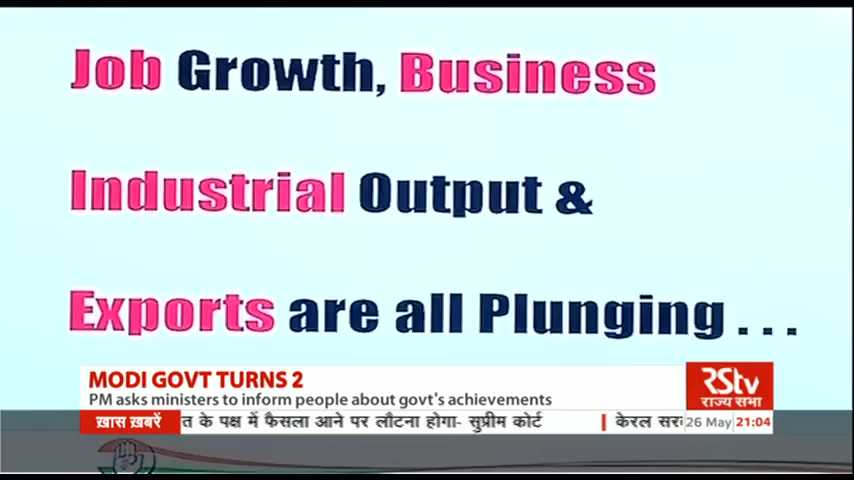 Job Growth, Business
Industrial Output &
Exports are all Plunging . . .
MODI GOVT TURNS 2
PM asks ministers to inform people about govt's achievements
RSTV
राज्य सभा
ख़ास ख़बरें
के पक्ष में फैसला आने पर लौटना होगा- सुप्रीम कोर्ट
केरल
26 May 21:04